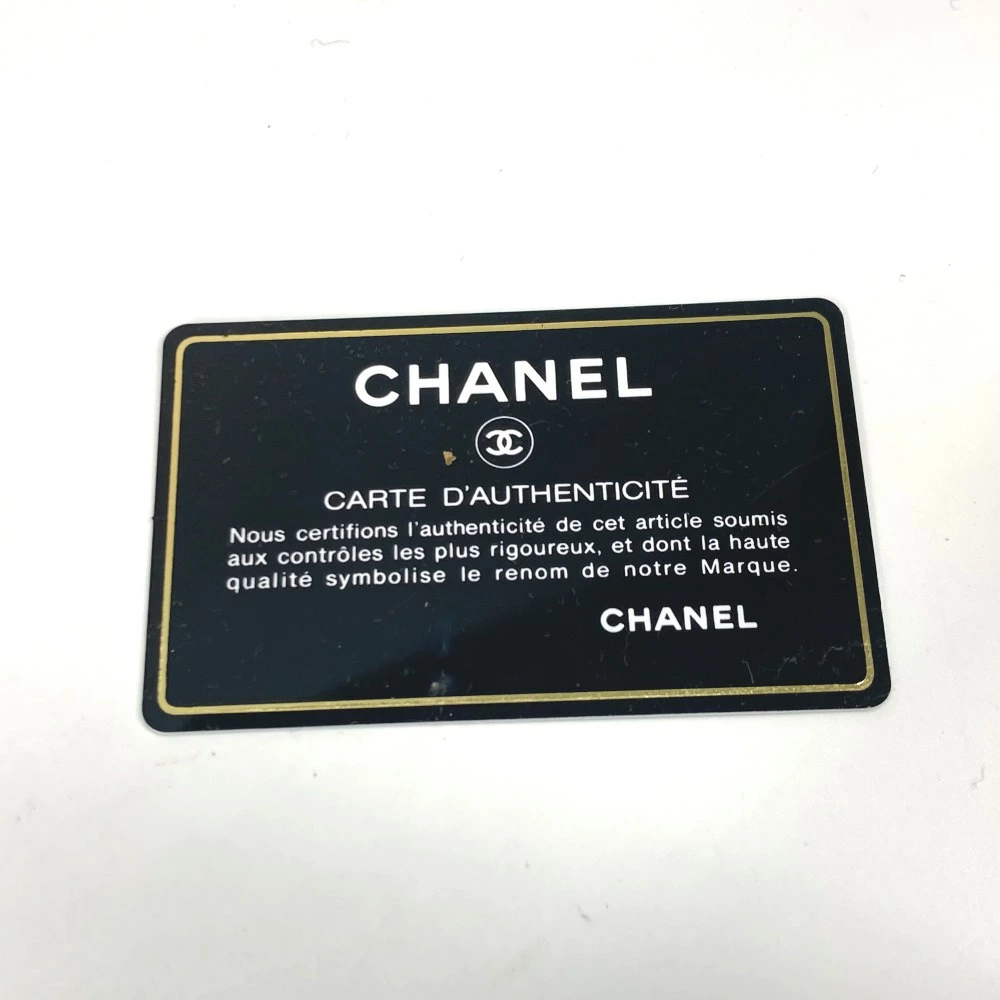 CHANEL
CARTE D'AUTHENTICITÉ
Nous certifions l'authenticité de cet article soumis
aux contrôles les plus rigoureux, et dont la haute
qualité symbolise le renom de notre Marque.
CHANEL